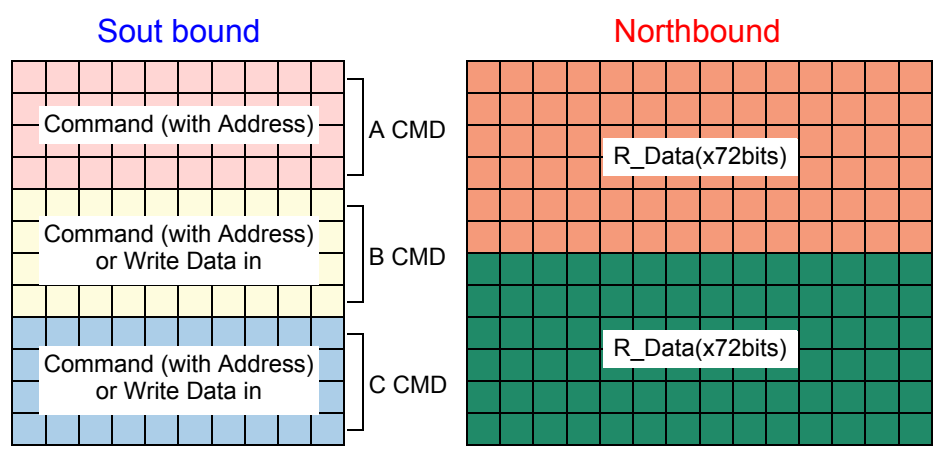 Sout bound
Northbound
Command (with Address)
A CMD
Command (with Address)
or Write Data in
B CMD
Command (with Address)
or Write Data in
C CMD
R_Data(x72bits)
R_Data(x72bits)